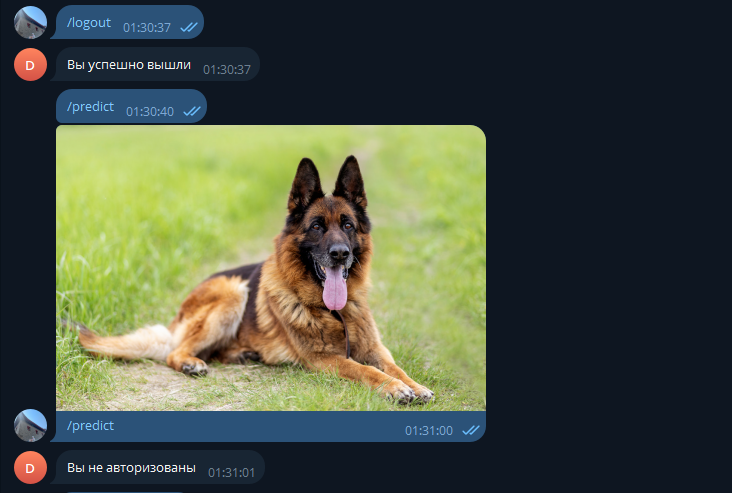 /logout 01:30:37
D
Вы успешно вышли 01:30:37
/predict 01:30:40
/predict 01:31:00
D
Вы не авторизованы 01:31:01